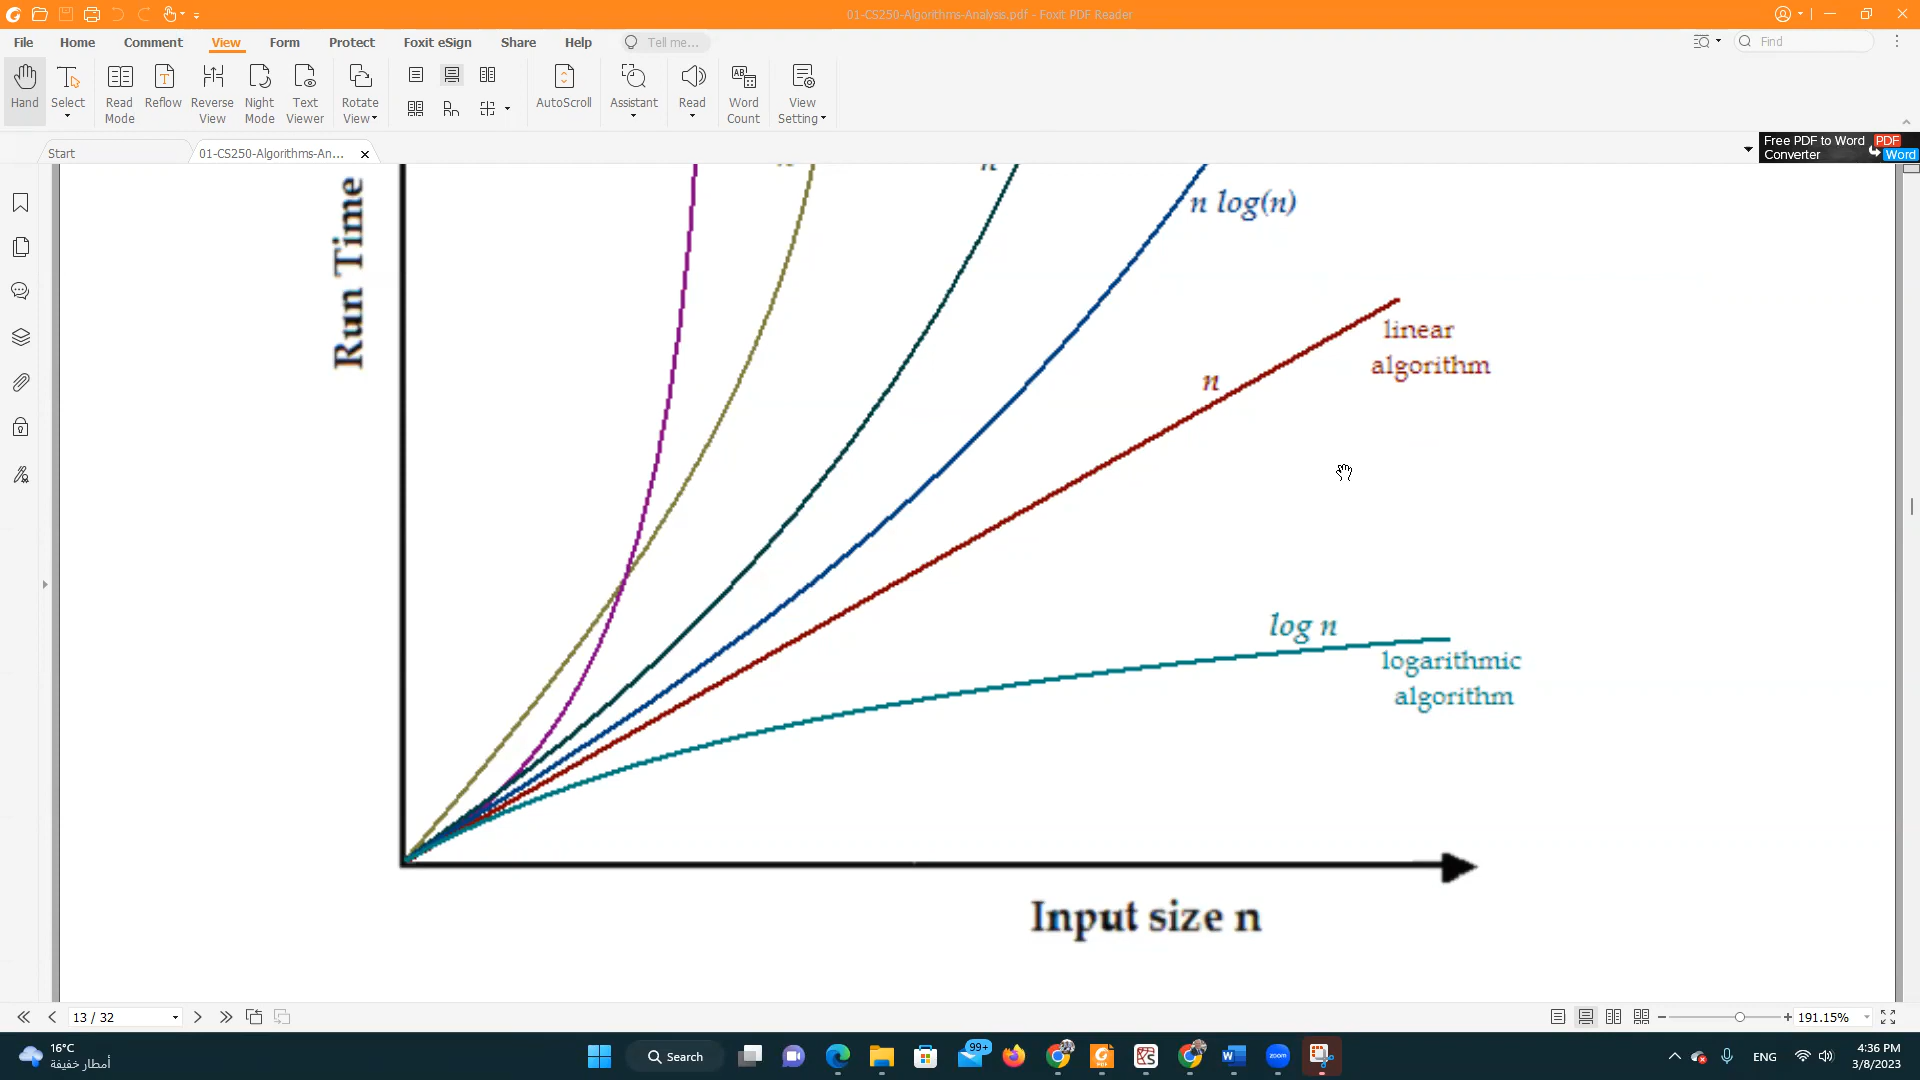 01-CS250-Algorithms-Analysis.pdf - Foxit PDF Reader
File Home Comment View Form Protect Foxit eSign Share Help Tell me... Find
Hand Select Read Mode Reflow Reverse View Night Mode Text Viewer Rotate View AutoScroll Assistant Read Word Count View Setting
Start 01-CS250-Algorithms-An...
Free PDF to Word Converter PDF Word
Run Time
n
n log(n)
linear
algorithm
n
log n
logarithmic
algorithm
Input size n
13 / 32 191.15%
16°C
أمطار خفيفة
Search
99+
zoom
ENG
4:36 PM
3/8/2023